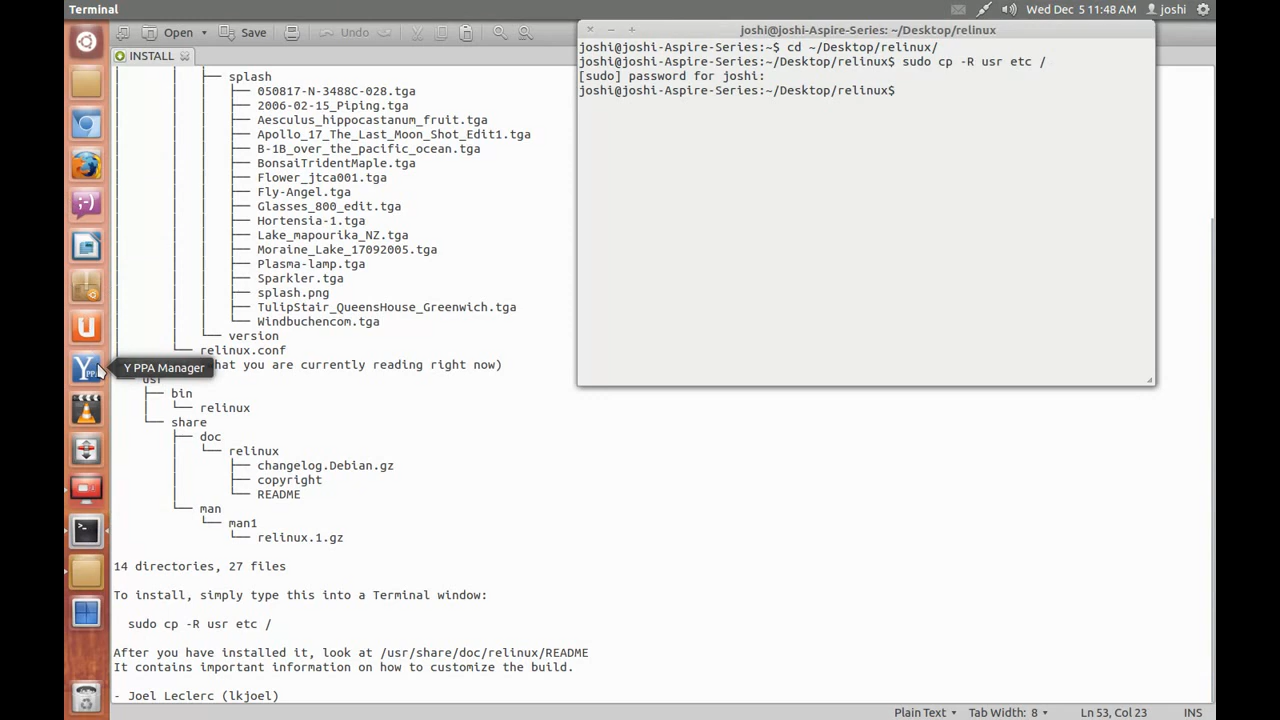 Terminal
Wed Dec 5 11:48 AM joshi
Open Save Undo
INSTALL
splash
050817-N-3488C-028.tga
2006-02-15_Piping.tga
Aesculus_hippocastanum_fruit.tga
Apollo_17_The_Last_Moon_Shot_Edit1.tga
B-1B_over_the_pacific_ocean.tga
BonsaiTridentMaple.tga
Flower_jtca001.tga
Fly-Angel.tga
Glasses_800_edit.tga
Hortensia-1.tga
Lake_mapourika_NZ.tga
Moraine_Lake_17092005.tga
Plasma-lamp.tga
Sparkler.tga
splash.png
TulipStair_QueensHouse_Greenwich.tga
Windbuchencom.tga
version
relinux.conf
hat you are currently reading right now)
usr
bin
relinux
share
doc
relinux
changelog.Debian.gz
copyright
README
man
man1
relinux.1.gz
14 directories, 27 files
To install, simply type this into a Terminal window:
sudo cp -R usr etc /
After you have installed it, look at /usr/share/doc/relinux/README
It contains important information on how to customize the build.
- Joel Leclerc (lkjoel)
Y PPA Manager
joshi@joshi-Aspire-Series: ~/Desktop/relinux
joshi@joshi-Aspire-Series:~$ cd ~/Desktop/relinux/
joshi@joshi-Aspire-Series:~/Desktop/relinux$ sudo cp -R usr etc /
[sudo] password for joshi:
joshi@joshi-Aspire-Series:~/Desktop/relinux$
Plain Text Tab Width: 8 Ln 53, Col 23 INS